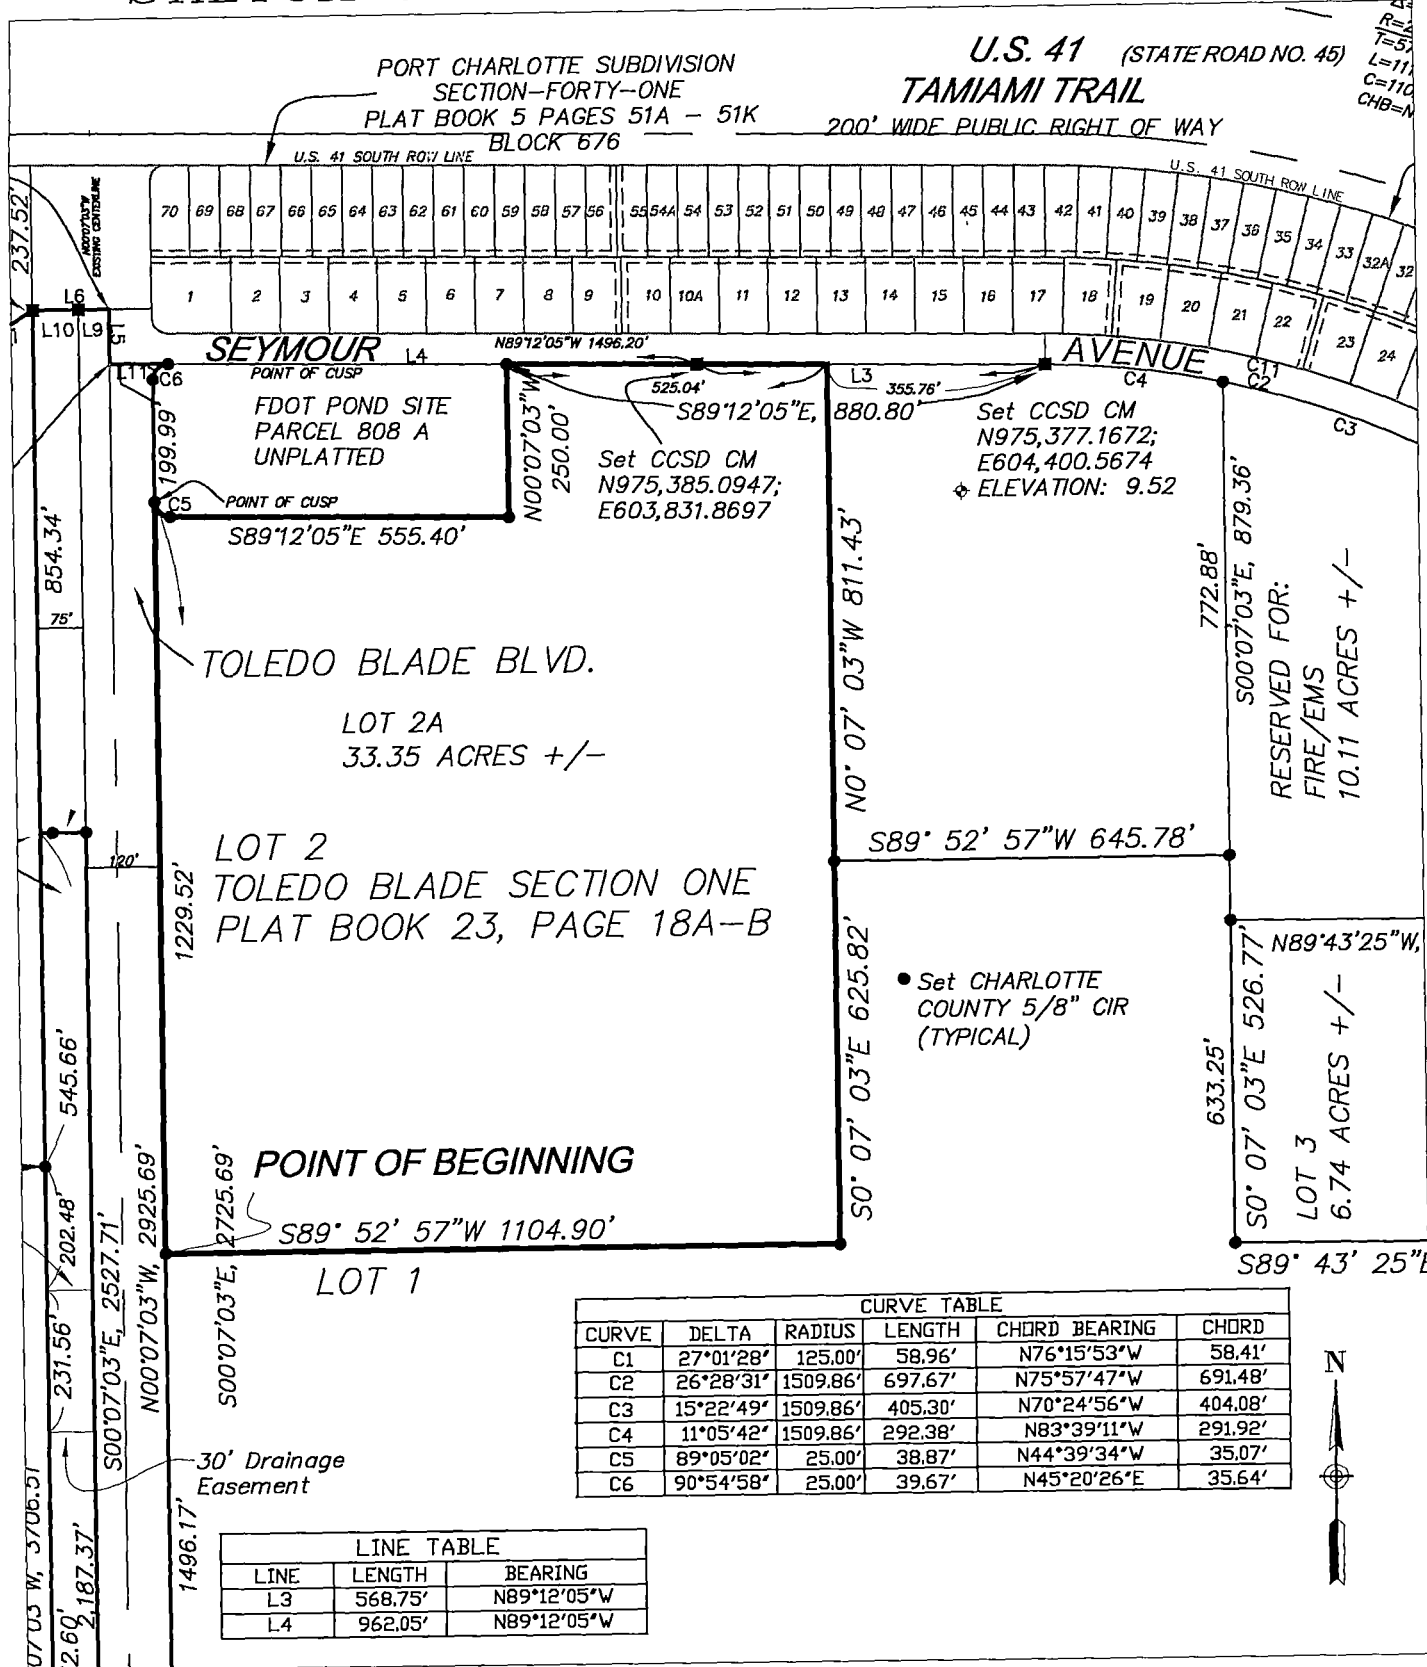 U.S. 41 (STATE ROAD NO. 45)
TAMIAMI TRAIL
200' WIDE PUBLIC RIGHT OF WAY
PORT CHARLOTTE SUBDIVISION
SECTION-FORTY-ONE
PLAT BOOK 5 PAGES 51A - 51K
BLOCK 676
U.S. 41 SOUTH ROW LINE
U.S. 41 SOUTH ROW LINE
CHB=N
237.52'
EXISTING CENTERLINE
70 69 68 67 66 65 64 63 62 61 60 59 58 57 56 55 54A 54 53 52 51 50 49 48 47 46 45 44 43 42 41 40 39 38 37 36 35 34 33 32A 32
1 2 3 4 5 6 7 8 9 10 10A 11 12 13 14 15 16 17 18 19 20 21 22 23 24
L6
L10 L9 L5
L11 C6
SEYMOUR L4 N89°12'05"W 1496.20' AVENUE
POINT OF CUSP
525.04' L3 355.76'
S89°12'05"E, 880.80'
C4 C11 C2 C3
FDOT POND SITE
PARCEL 808 A
UNPLATTED
199.99'
POINT OF CUSP
C5
S89°12'05"E 555.40'
N00°07'03"W
250.00'
Set CCSD CM
N975,385.0947;
E603,831.8697
Set CCSD CM
N975,377.1672;
E604,400.5674
ELEVATION: 9.52
854.34'
75'
TOLEDO BLADE BLVD.
LOT 2A
33.35 ACRES +/-
N0° 07' 03"W 811.43'
772.88'
S00°07'03"E, 879.36'
RESERVED FOR:
FIRE/EMS
10.11 ACRES +/-
120'
LOT 2
TOLEDO BLADE SECTION ONE
PLAT BOOK 23, PAGE 18A-B
1229.52'
S89° 52' 57"W 645.78'
N89°43'25"W,
S0° 07' 03"E 625.82'
Set CHARLOTTE
COUNTY 5/8" CIR
(TYPICAL)
633.25'
S0° 07' 03"E 526.77'
LOT 3
6.74 ACRES +/-
S89° 43' 25"E
545.66'
202.48'
231.56'
S00°07'03"E, 2527.71'
N00°07'03"W, 2925.69'
S00°07'03"E, 2725.69'
POINT OF BEGINNING
S89° 52' 57"W 1104.90'
LOT 1
30' Drainage
Easement
1496.17'
2,187.37'
CURVE TABLE
CURVE DELTA RADIUS LENGTH CHORD BEARING CHORD
C1 27°01'28" 125.00' 58.96' N76°15'53"W 58.41'
C2 26°28'31" 1509.86' 697.67' N75°57'47"W 691.48'
C3 15°22'49" 1509.86' 405.30' N70°24'56"W 404.08'
C4 11°05'42" 1509.86' 292.38' N83°39'11"W 291.92'
C5 89°05'02" 25.00' 38.87' N44°39'34"W 35.07'
C6 90°54'58" 25.00' 39.67' N45°20'26"E 35.64'
N
LINE TABLE
LINE LENGTH BEARING
L3 568.75' N89°12'05"W
L4 962.05' N89°12'05"W